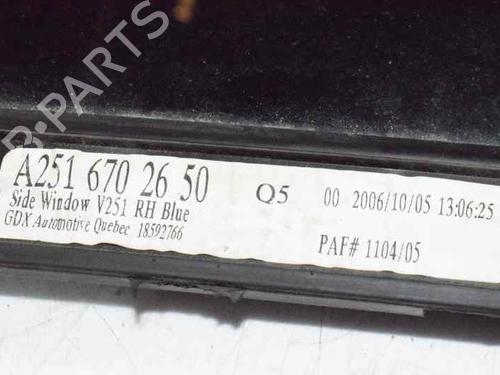 B-PARTS
A251 670 26 50
Side Window V251 RH Blue
GDX Automotive Quebec 18592766
Q5
00 2006/10/05 13:06:25
PAF# 1104/05